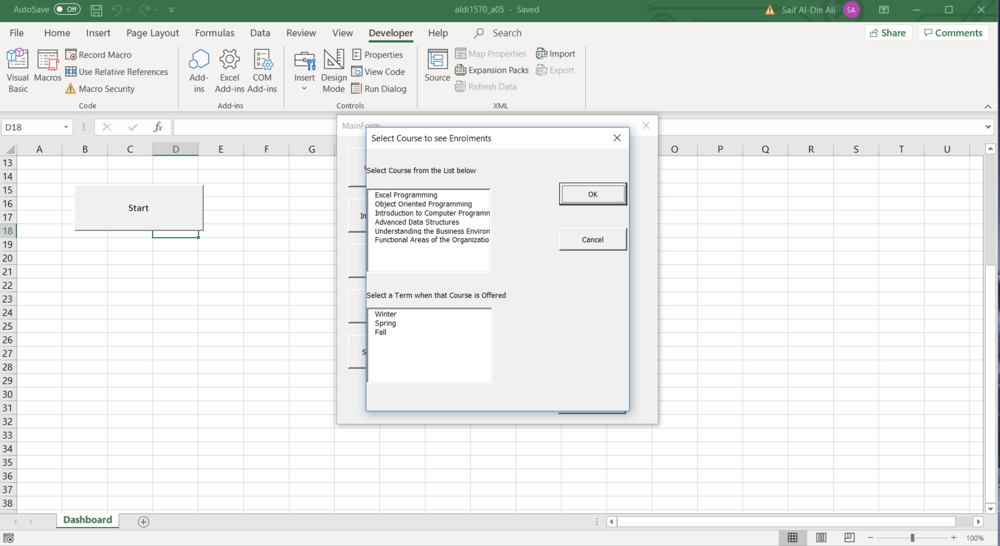 AutoSave Off
aldi1570_a05 - Saved
Saif Al-Din Ali SA
File Home Insert Page Layout Formulas Data Review View Developer Help Search Share Comments
Visual Basic
Macros
Record Macro
Use Relative References
Macro Security
Code
Add-ins
Excel Add-ins
COM Add-ins
Add-ins
Insert
Design Mode
Properties
View Code
Run Dialog
Controls
Source
Map Properties
Expansion Packs
Refresh Data
Import
Export
XML
D18
fx
MainForm
Select Course to see Enrolments
A B C D E F G O P Q R S T U
13
14
15
16
17
18
19
20
21
22
23
24
25
26
27
28
29
30
31
32
33
34
35
36
37
38
Start
In
S
Select Course from the List below
Excel Programming
Object Oriented Programming
Introduction to Computer Programm
Advanced Data Structures
Understanding the Business Environ
Functional Areas of the Organizatio
OK
Cancel
Select a Term when that Course is Offered
Winter
Spring
Fall
Dashboard
100%